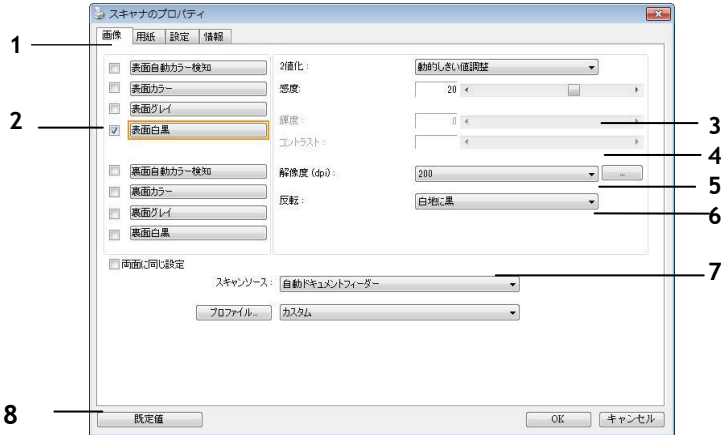 スキャナのプロパティ
画像 用紙 設定 情報
1
表面自動カラー検知
表面カラー
表面グレイ
2
表面白黒
裏面自動カラー検知
裏面カラー
裏面グレイ
裏面白黒
2値化： 動的しきい値調整
感度： 20
輝度： 0
3
コントラスト：
4
解像度 (dpi)： 200 ...
5
反転： 白地に黒
6
両面に同じ設定
7
スキャンソース： 自動ドキュメントフィーダー
プロファイル... カスタム
8
既定値 OK キャンセル